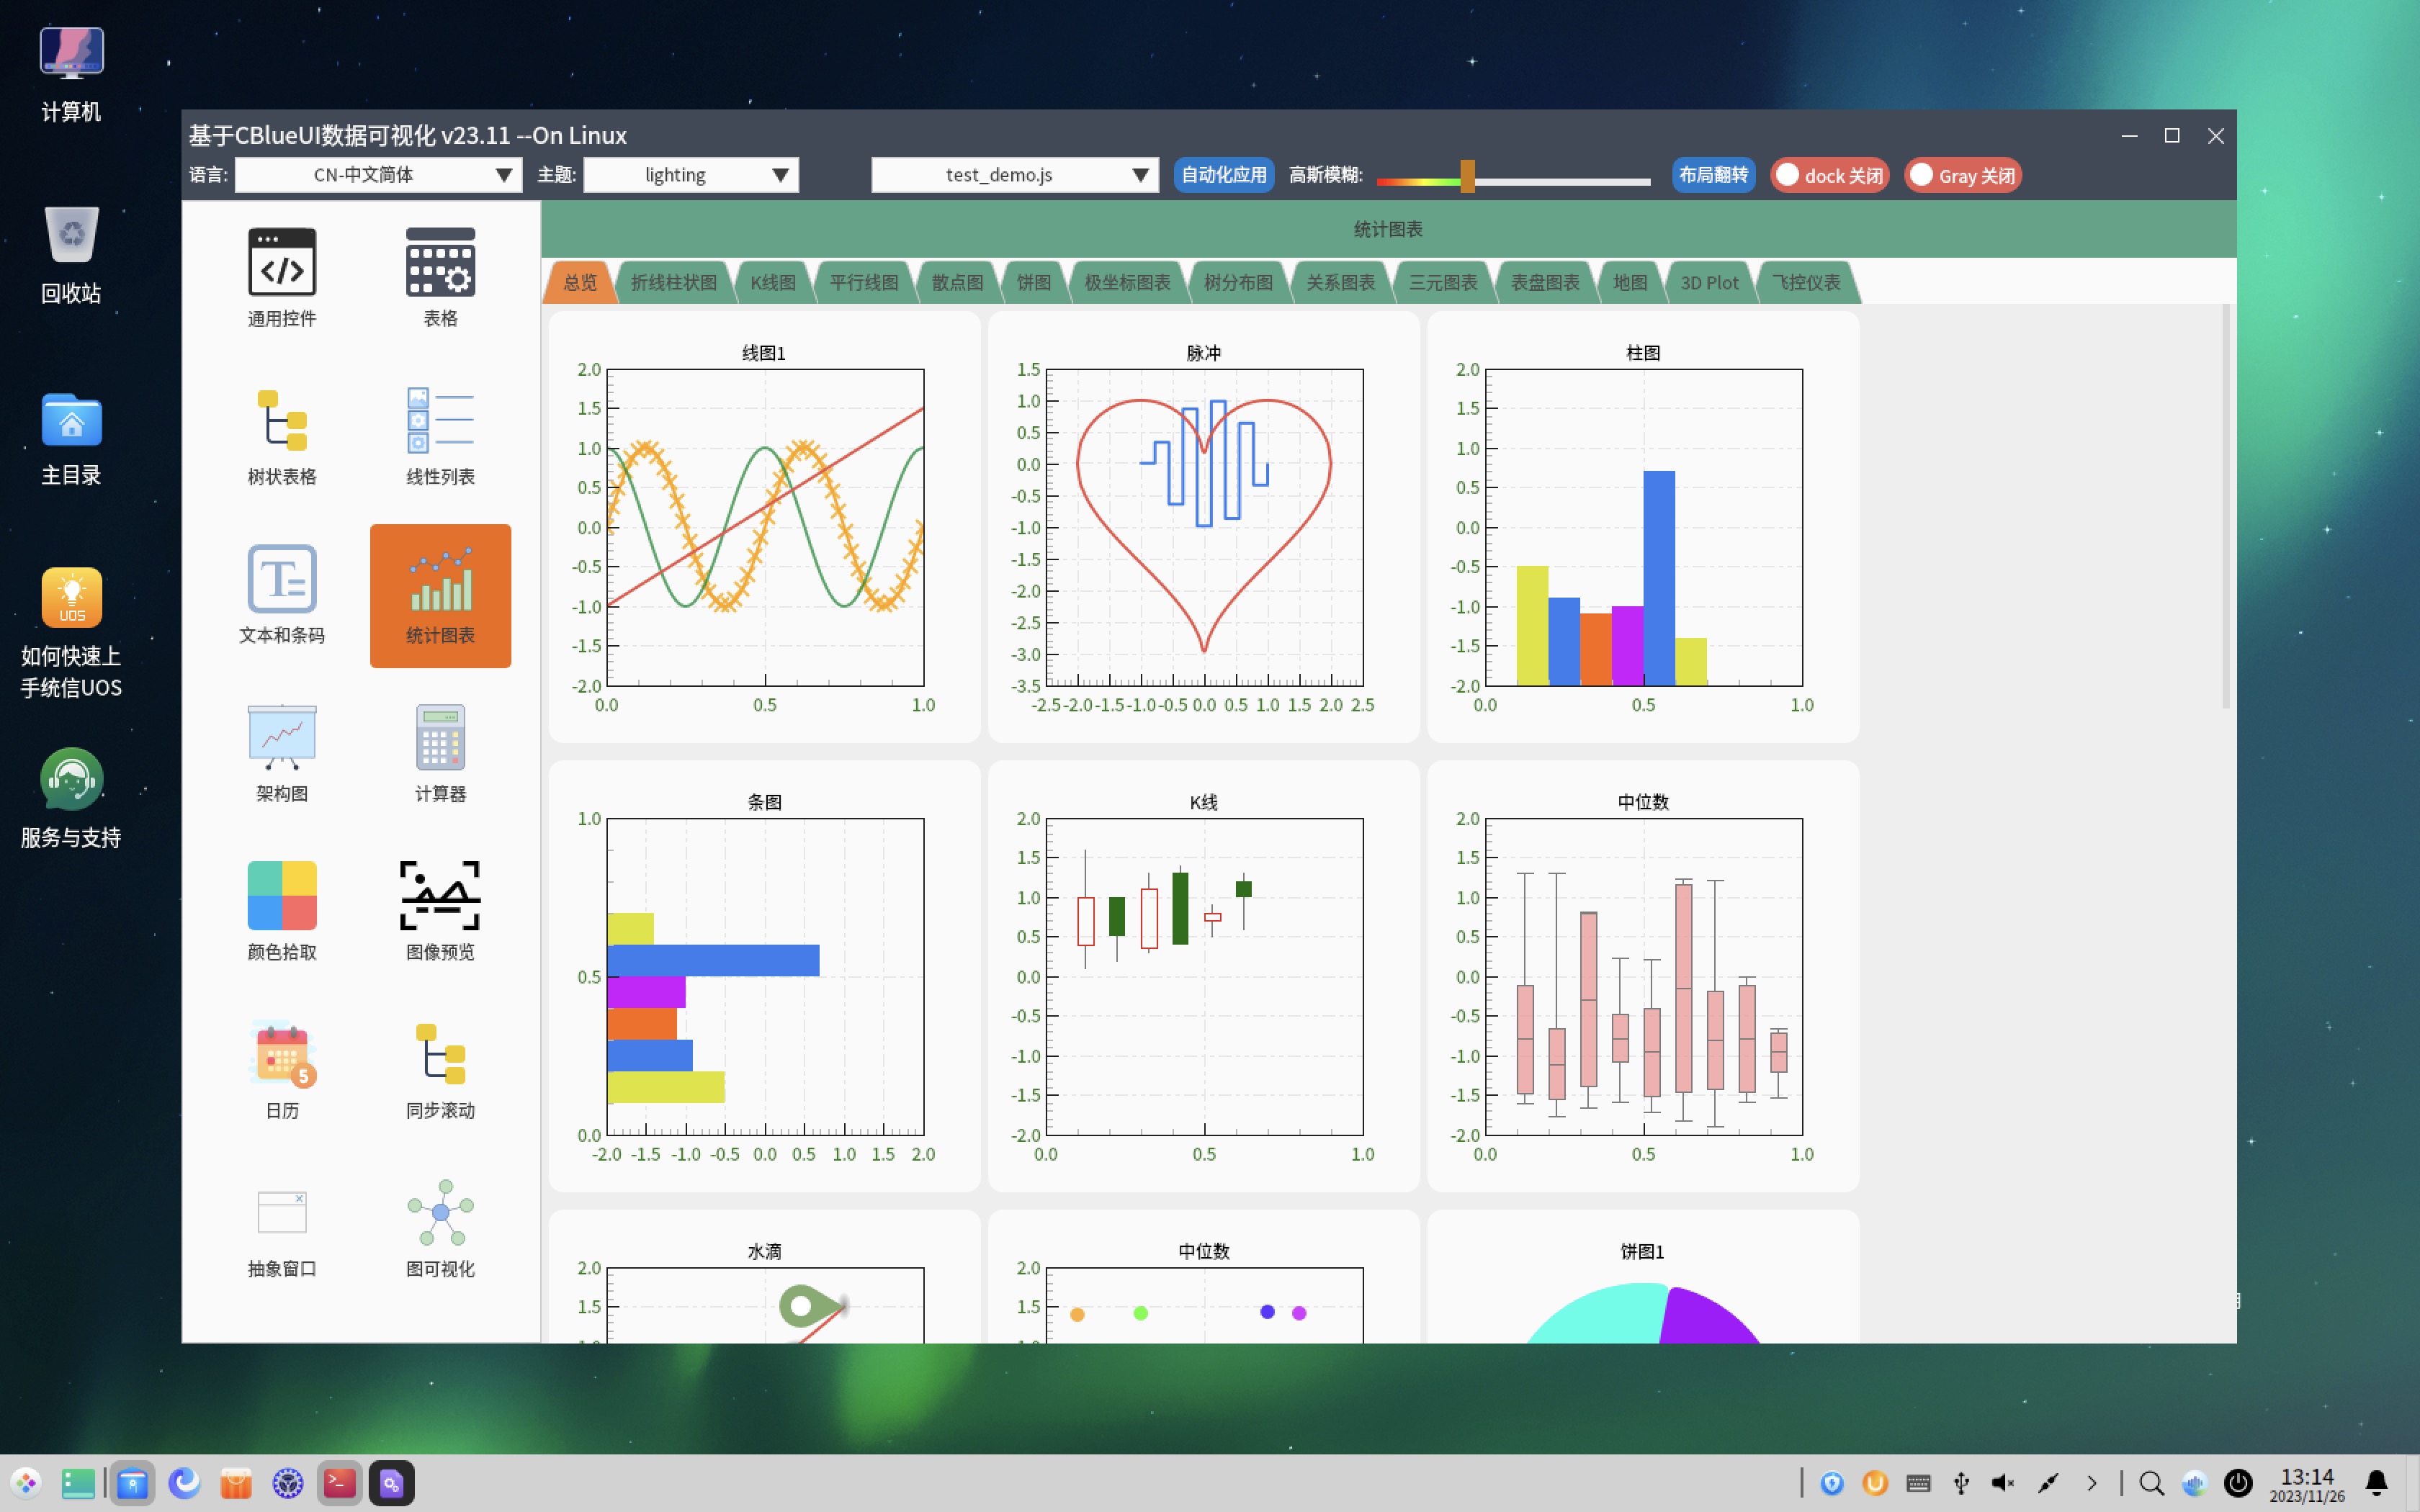 计算机
回收站
主目录
UOS
如何快速上
手统信UOS
服务与支持
基于CBlueUI数据可视化 v23.11 --On Linux
语言: CN-中文简体 主题: lighting test_demo.js 自动化应用 高斯模糊: 布局翻转 dock 关闭 Gray 关闭
通用控件 表格
树状表格 线性列表
文本和条码 统计图表
架构图 计算器
颜色拾取 图像预览
5
日历 同步滚动
抽象窗口 图可视化
统计图表
总览 折线柱状图 K线图 平行线图 散点图 饼图 极坐标图表 树分布图 关系图表 三元图表 表盘图表 地图 3D Plot 飞控仪表
线图1
2.0
1.5
1.0
0.5
0.0
-0.5
-1.0
-1.5
-2.0
0.0 0.5 1.0
脉冲
1.5
1.0
0.5
0.0
-0.5
-1.0
-1.5
-2.0
-2.5
-3.0
-3.5
-2.5 -2.0 -1.5 -1.0 -0.5 0.0 0.5 1.0 1.5 2.0 2.5
柱图
2.0
1.5
1.0
0.5
0.0
-0.5
-1.0
-1.5
-2.0
0.0 0.5 1.0
条图
1.0
0.5
0.0
-2.0 -1.5 -1.0 -0.5 0.0 0.5 1.0 1.5 2.0
K线
2.0
1.5
1.0
0.5
0.0
-0.5
-1.0
-1.5
-2.0
0.0 0.5 1.0
中位数
2.0
1.5
1.0
0.5
0.0
-0.5
-1.0
-1.5
-2.0
0.0 0.5 1.0
水滴
2.0
1.5
中位数
2.0
1.5
饼图1
13:14
2023/11/26